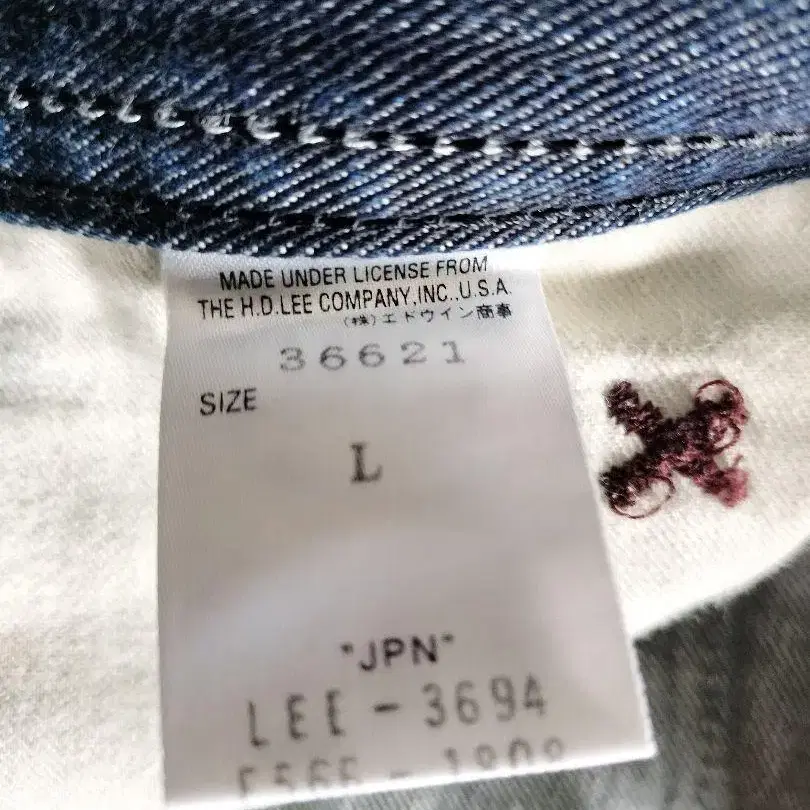 MADE UNDER LICENSE FROM
THE H.D.LEE COMPANY,INC.,U.S.A.
(株)エドウイン商事
36621
SIZE
L
"JPN"
LEE-3694